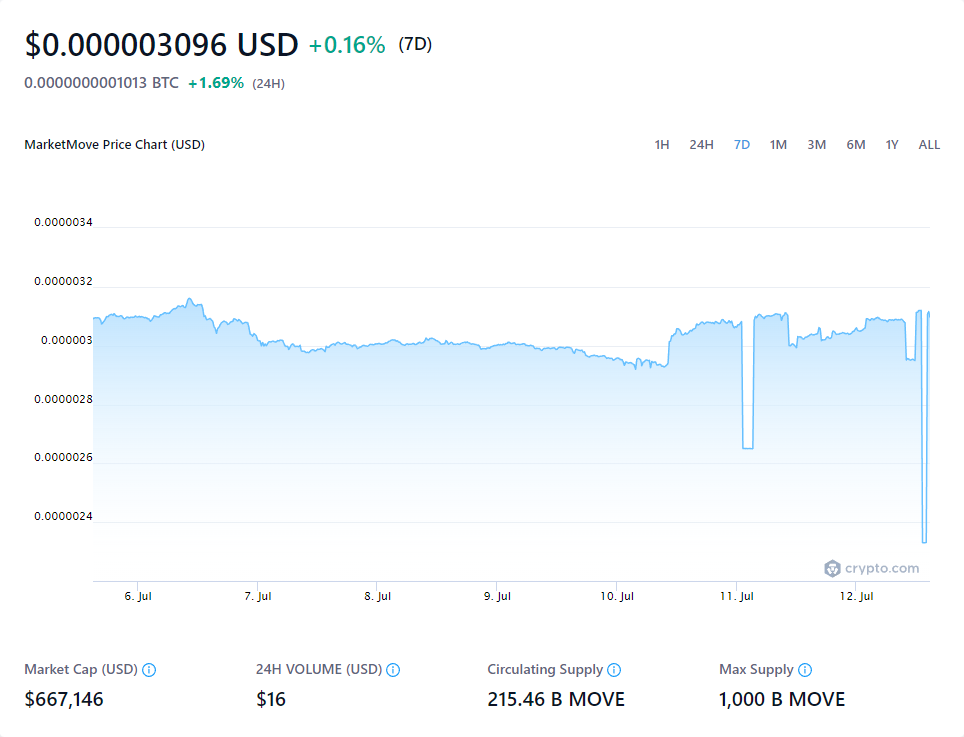 $0.000003096 USD +0.16% (7D)
0.0000000001013 BTC +1.69% (24H)
MarketMove Price Chart (USD) 1H 24H 7D 1M 3M 6M 1Y ALL
0.0000034
0.0000032
0.000003
0.0000028
0.0000026
0.0000024
crypto.com
6. Jul 7. Jul 8. Jul 9. Jul 10. Jul 11. Jul 12. Jul
Market Cap (USD) 24H VOLUME (USD) Circulating Supply Max Supply
$667,146 $16 215.46 B MOVE 1,000 B MOVE